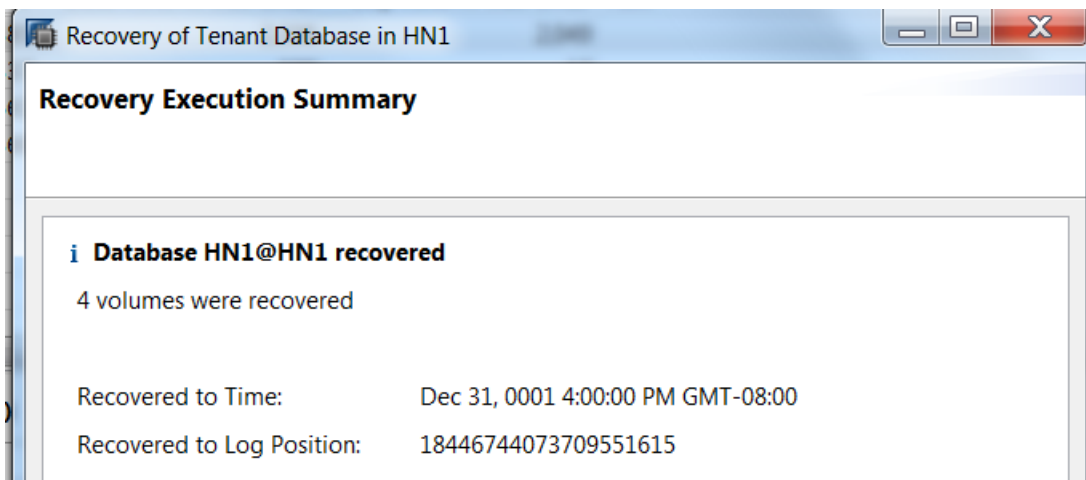 Recovery of Tenant Database in HN1
Recovery Execution Summary
i Database HN1@HN1 recovered
4 volumes were recovered
Recovered to Time: Dec 31, 0001 4:00:00 PM GMT-08:00
Recovered to Log Position: 18446744073709551615